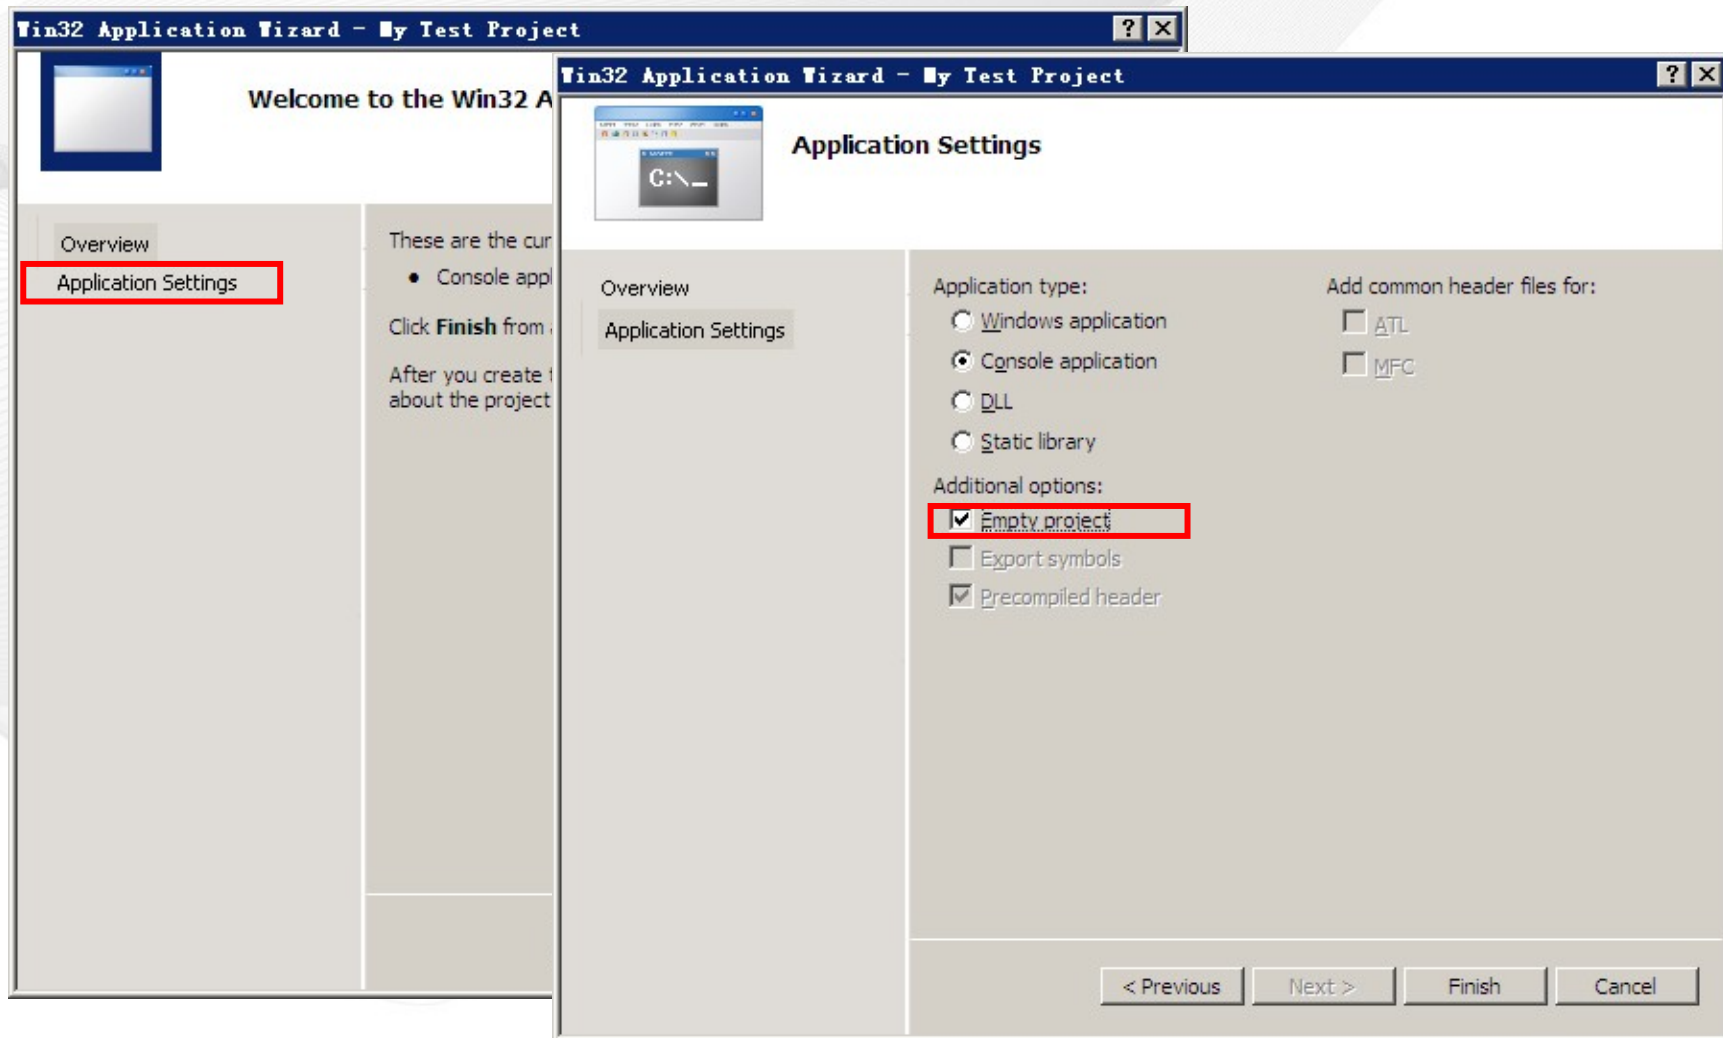 Win32 Application Wizard - My Test Project
Welcome to the Win32 A
Overview
Application Settings
These are the cur
• Console appl
Click Finish from
After you create t
about the project
Win32 Application Wizard - My Test Project
C:\_
Application Settings
Overview
Application Settings
Application type:
Windows application
Console application
DLL
Static library
Additional options:
Empty project
Export symbols
Precompiled header
Add common header files for:
ATL
MFC
< Previous
Next >
Finish
Cancel